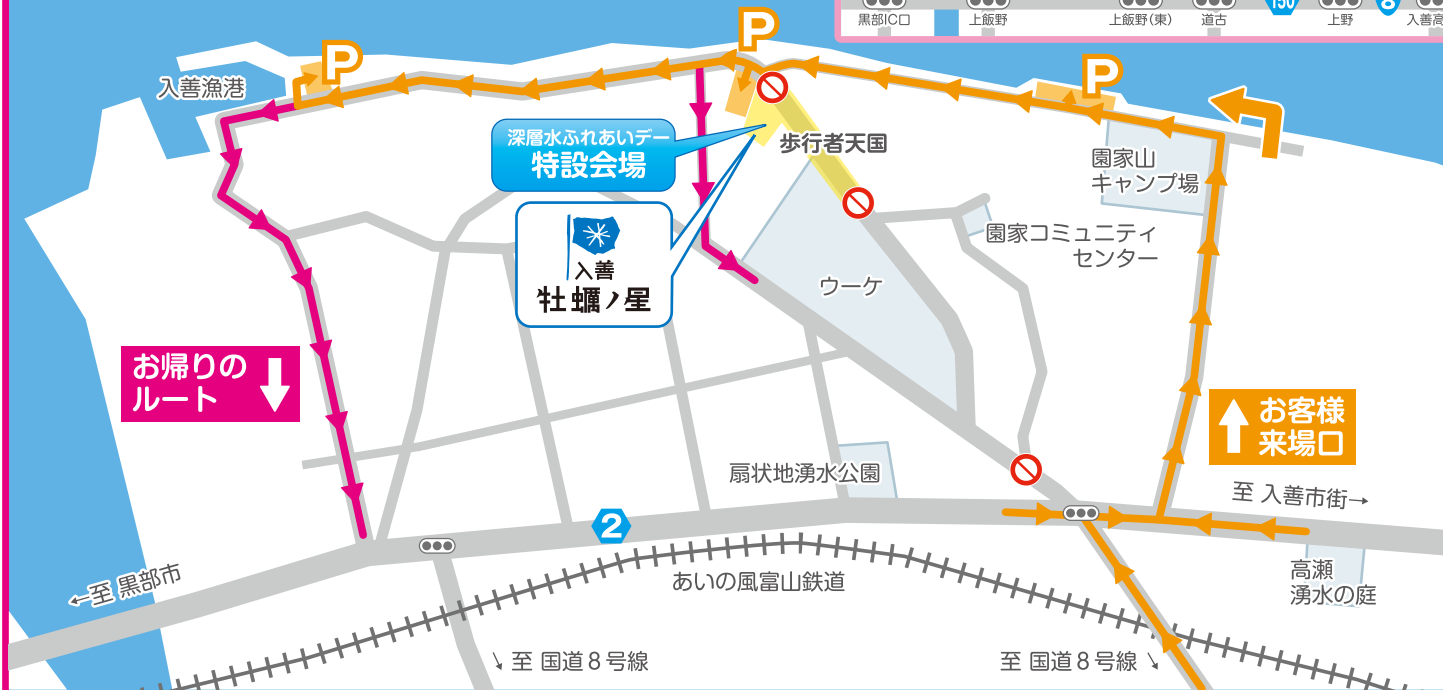 黒部IC口
上飯野
上飯野(東)
道古
150
上野
8
P
P
P
入善漁港
深層水ふれあいデー
特設会場
歩行者天国
園家山
キャンプ場
入善
牡蠣ノ星
園家コミュニティ
センター
ウーケ
お帰りの
ルート
お客様
来場口
扇状地湧水公園
至 入善市街→
2
←至 黒部市
あいの風富山鉄道
高瀬
湧水の庭
↘ 至 国道8号線
至 国道8号線 ↘